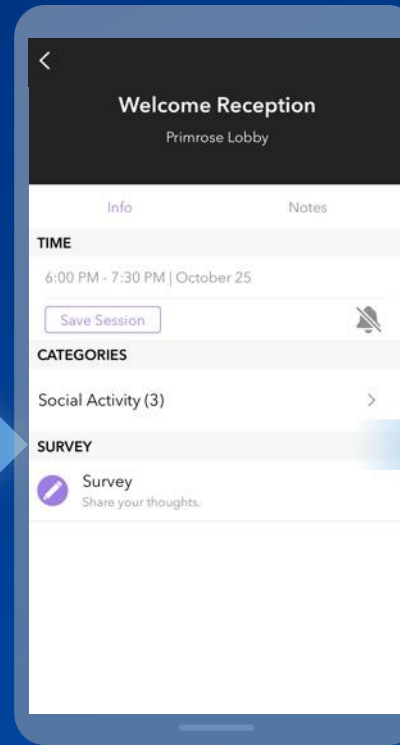 Welcome Reception
Primrose Lobby
Info
Notes
TIME
6:00 PM - 7:30 PM | October 25
Save Session
CATEGORIES
Social Activity (3)
SURVEY
Survey
Share your thoughts.